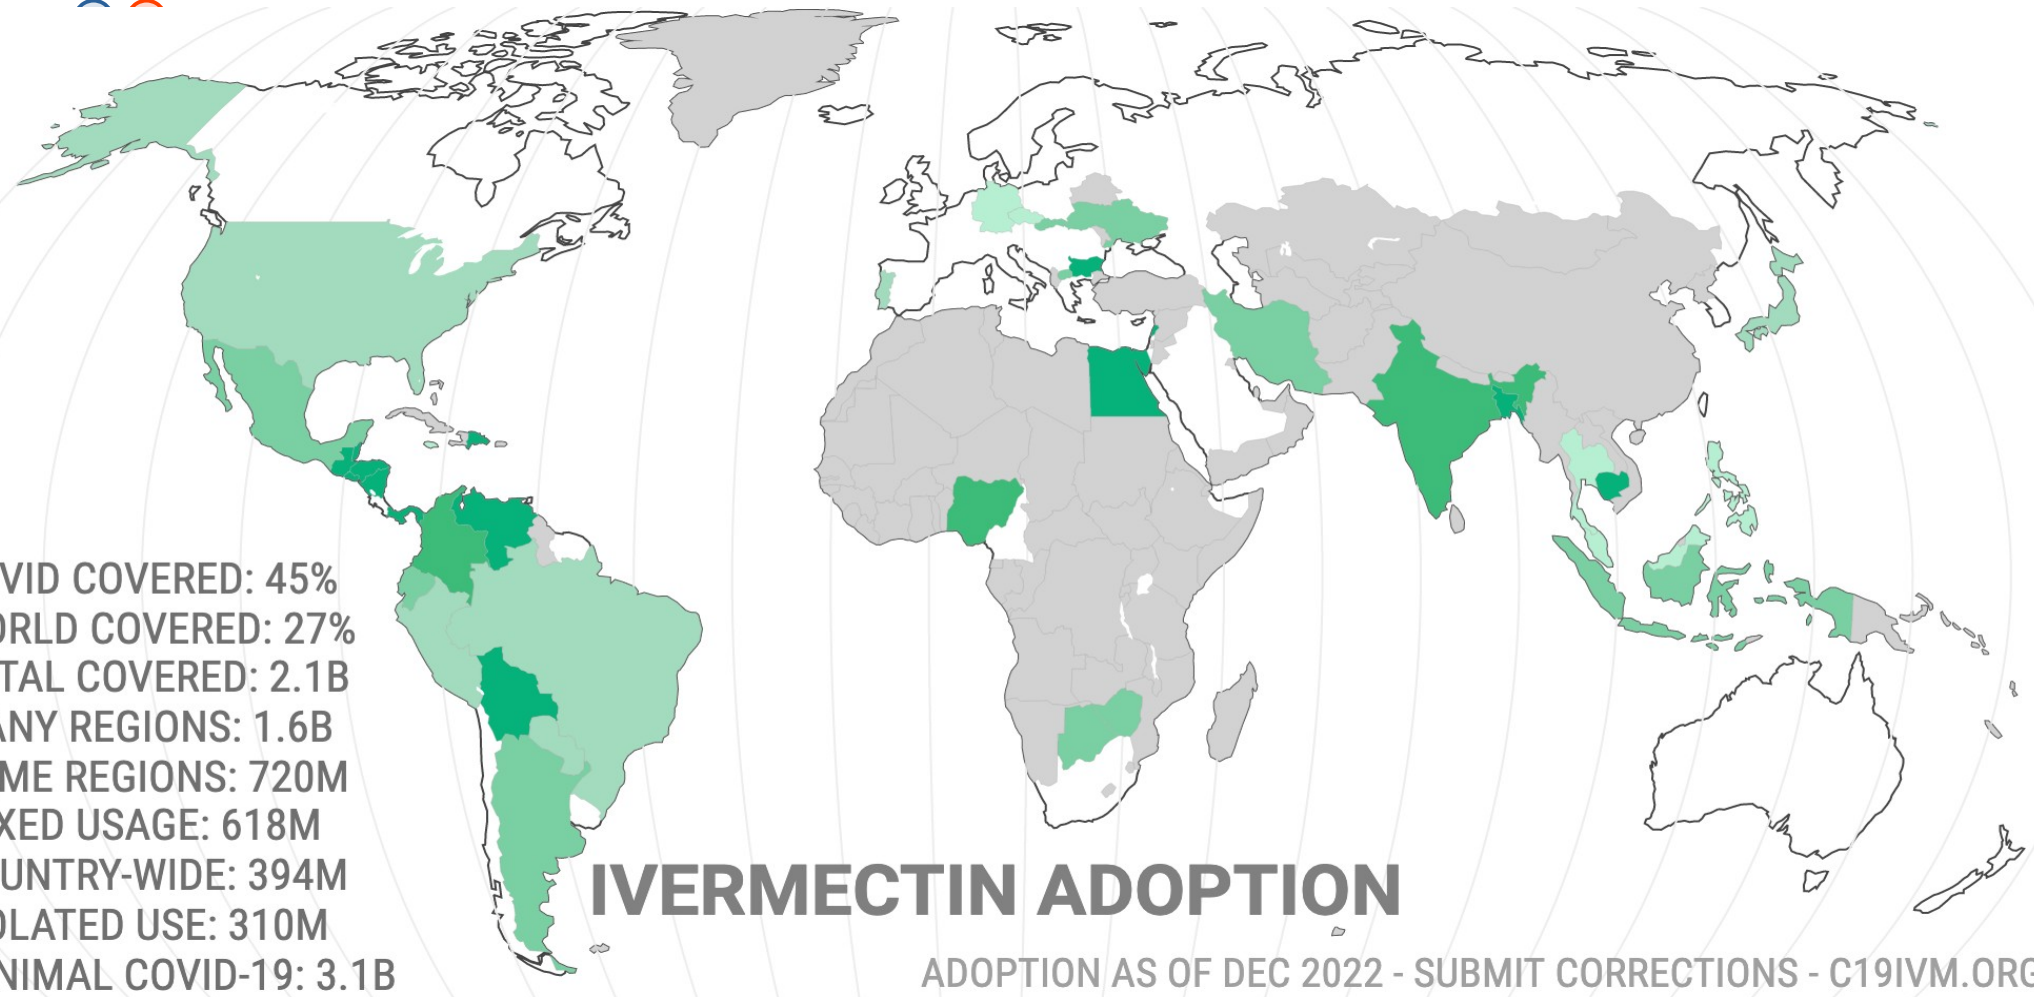 VID COVERED: 45%
ORLD COVERED: 27%
TAL COVERED: 2.1B
ANY REGIONS: 1.6B
ME REGIONS: 720M
XED USAGE: 618M
UNTRY-WIDE: 394M
OLATED USE: 310M
NIMAL COVID-19: 3.1B
IVERMECTIN ADOPTION
ADOPTION AS OF DEC 2022 - SUBMIT CORRECTIONS - C19IVM.ORG